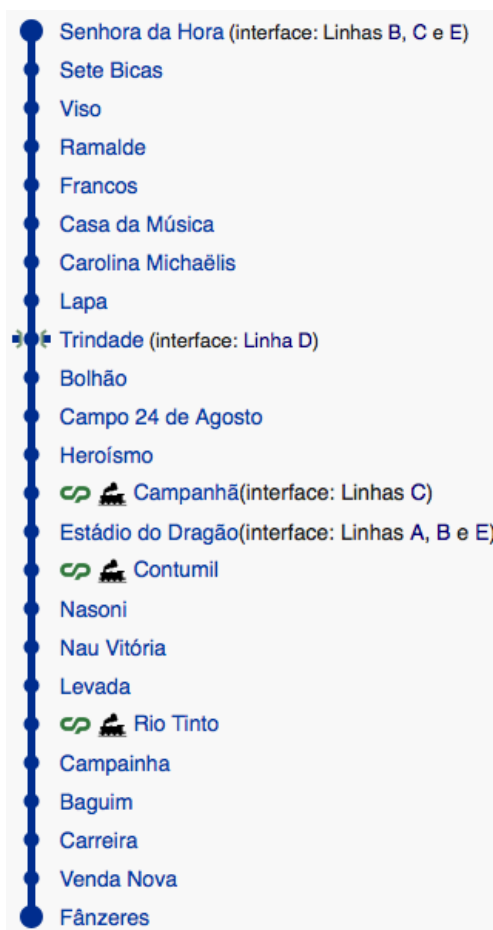 Senhora da Hora (interface: Linhas B, C e E)
Sete Bicas
Viso
Ramalde
Francos
Casa da Música
Carolina Michaëlis
Lapa
Trindade (interface: Linha D)
Bolhão
Campo 24 de Agosto
Heroísmo
Campanhã(interface: Linhas C)
Estádio do Dragão(interface: Linhas A, B e E)
Contumil
Nasoni
Nau Vitória
Levada
Rio Tinto
Campainha
Baguim
Carreira
Venda Nova
Fânzeres